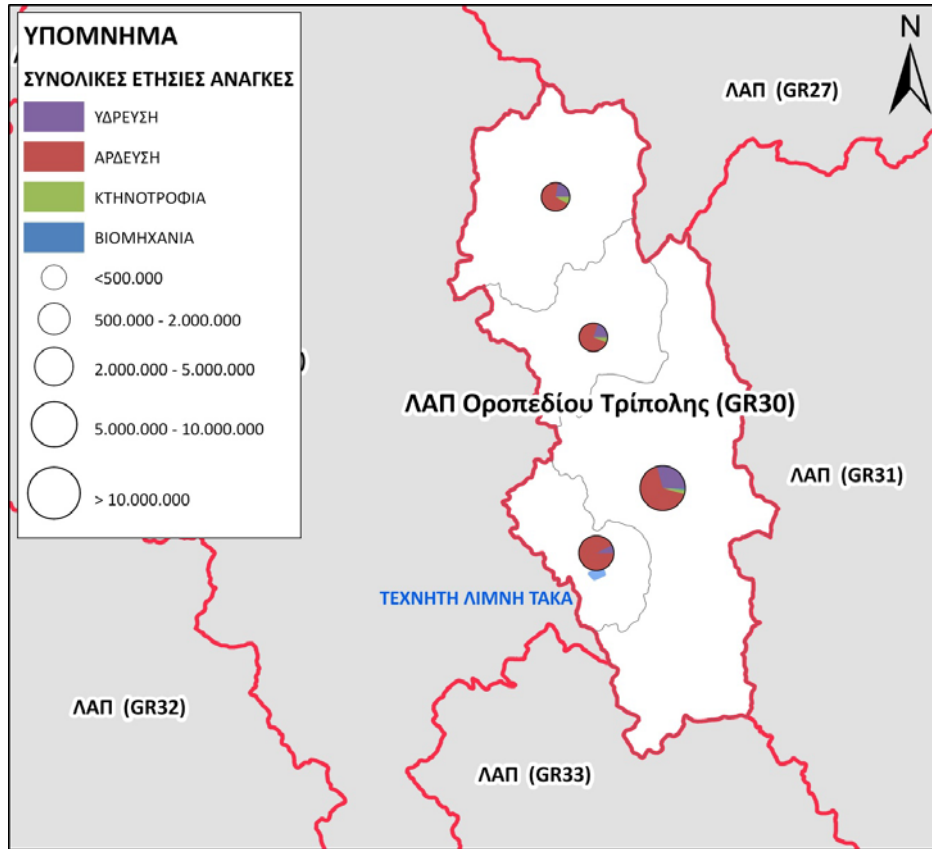 ΥΠΟΜΝΗΜΑ
ΣΥΝΟΛΙΚΕΣ ΕΤΗΣΙΕΣ ΑΝΑΓΚΕΣ
ΥΔΡΕΥΣΗ
ΑΡΔΕΥΣΗ
ΚΤΗΝΟΤΡΟΦΙΑ
ΒΙΟΜΗΧΑΝΙΑ
<500.000
500.000 - 2.000.000
2.000.000 - 5.000.000
5.000.000 - 10.000.000
> 10.000.000
N
ΛΑΠ (GR27)
ΛΑΠ Οροπεδίου Τρίπολης (GR30)
ΛΑΠ (GR31)
ΤΕΧΝΗΤΗ ΛΙΜΝΗ ΤΑΚΑ
ΛΑΠ (GR32)
ΛΑΠ (GR33)